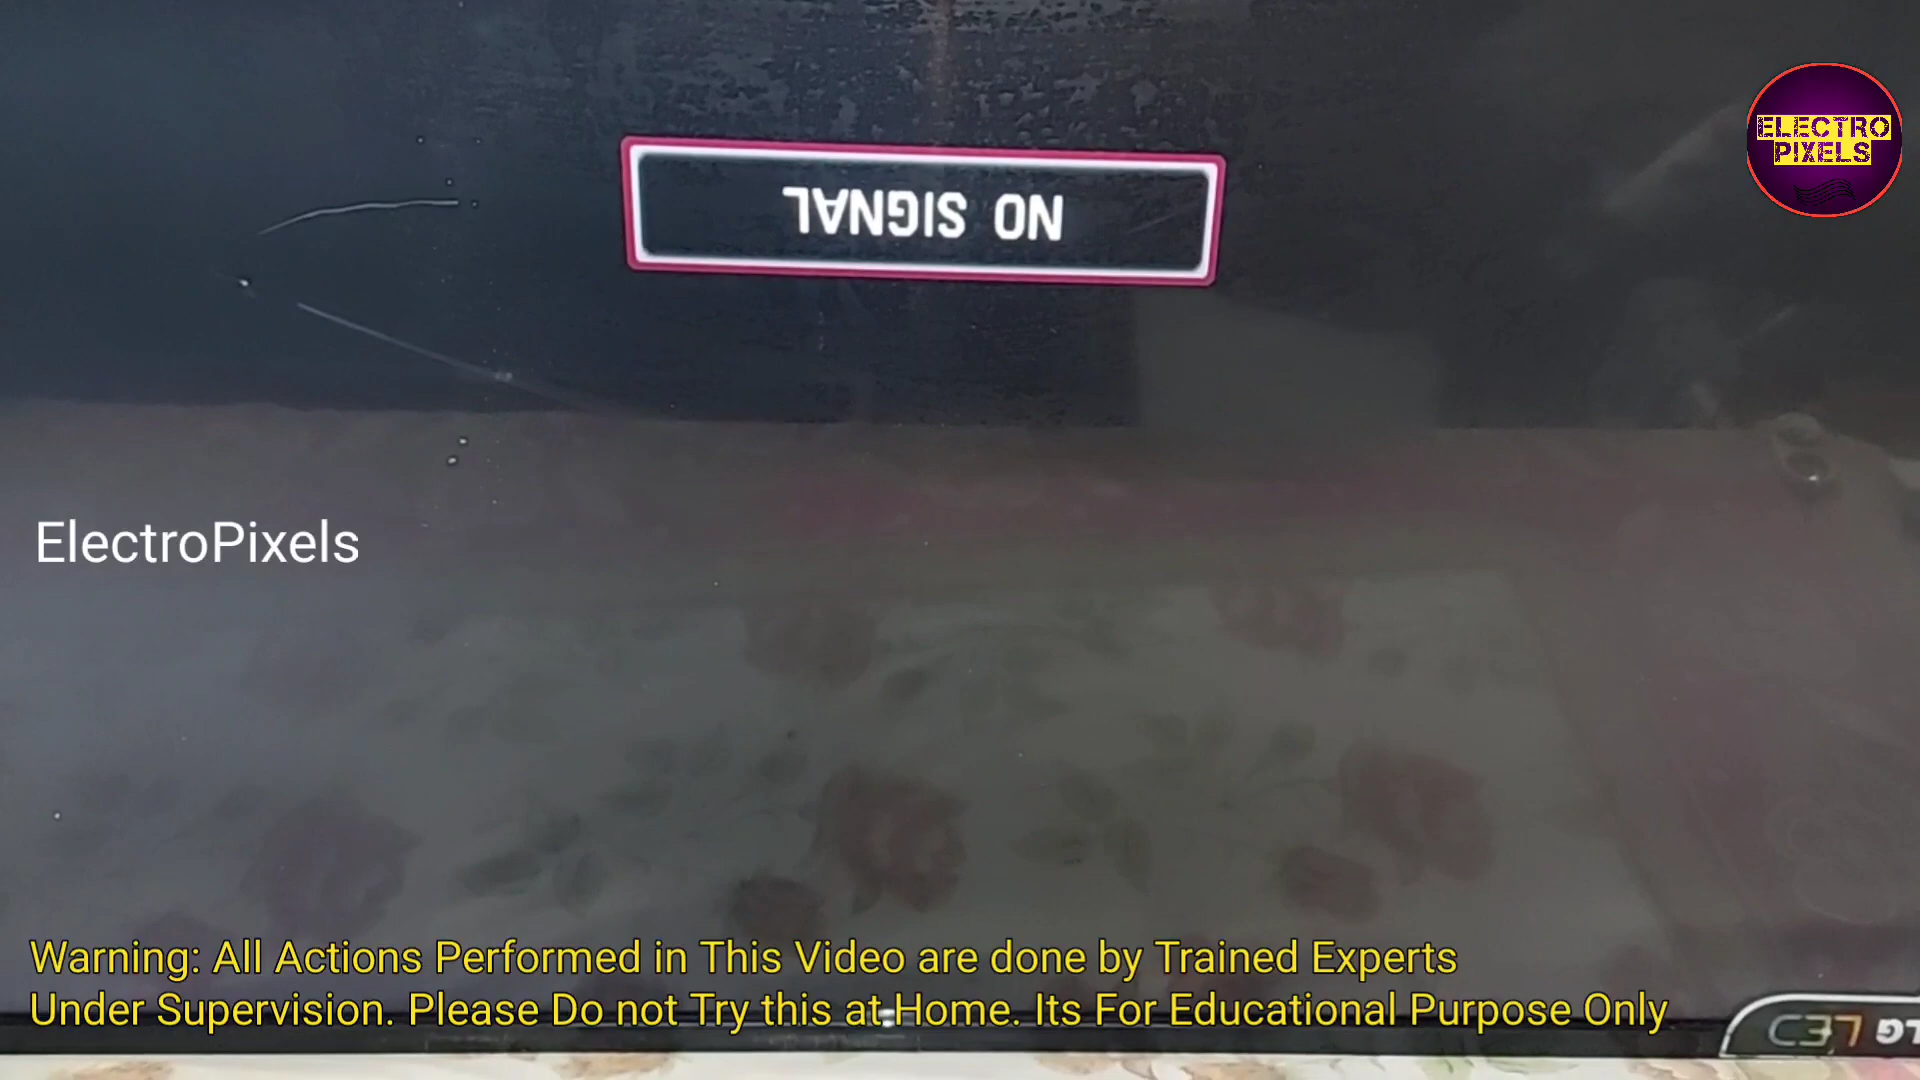 ELECTRO
PIXELS
NO SIGNAL
ElectroPixels
Warning: All Actions Performed in This Video are done by Trained Experts
Under Supervision. Please Do not Try this at Home. Its For Educational Purpose Only
LG LED